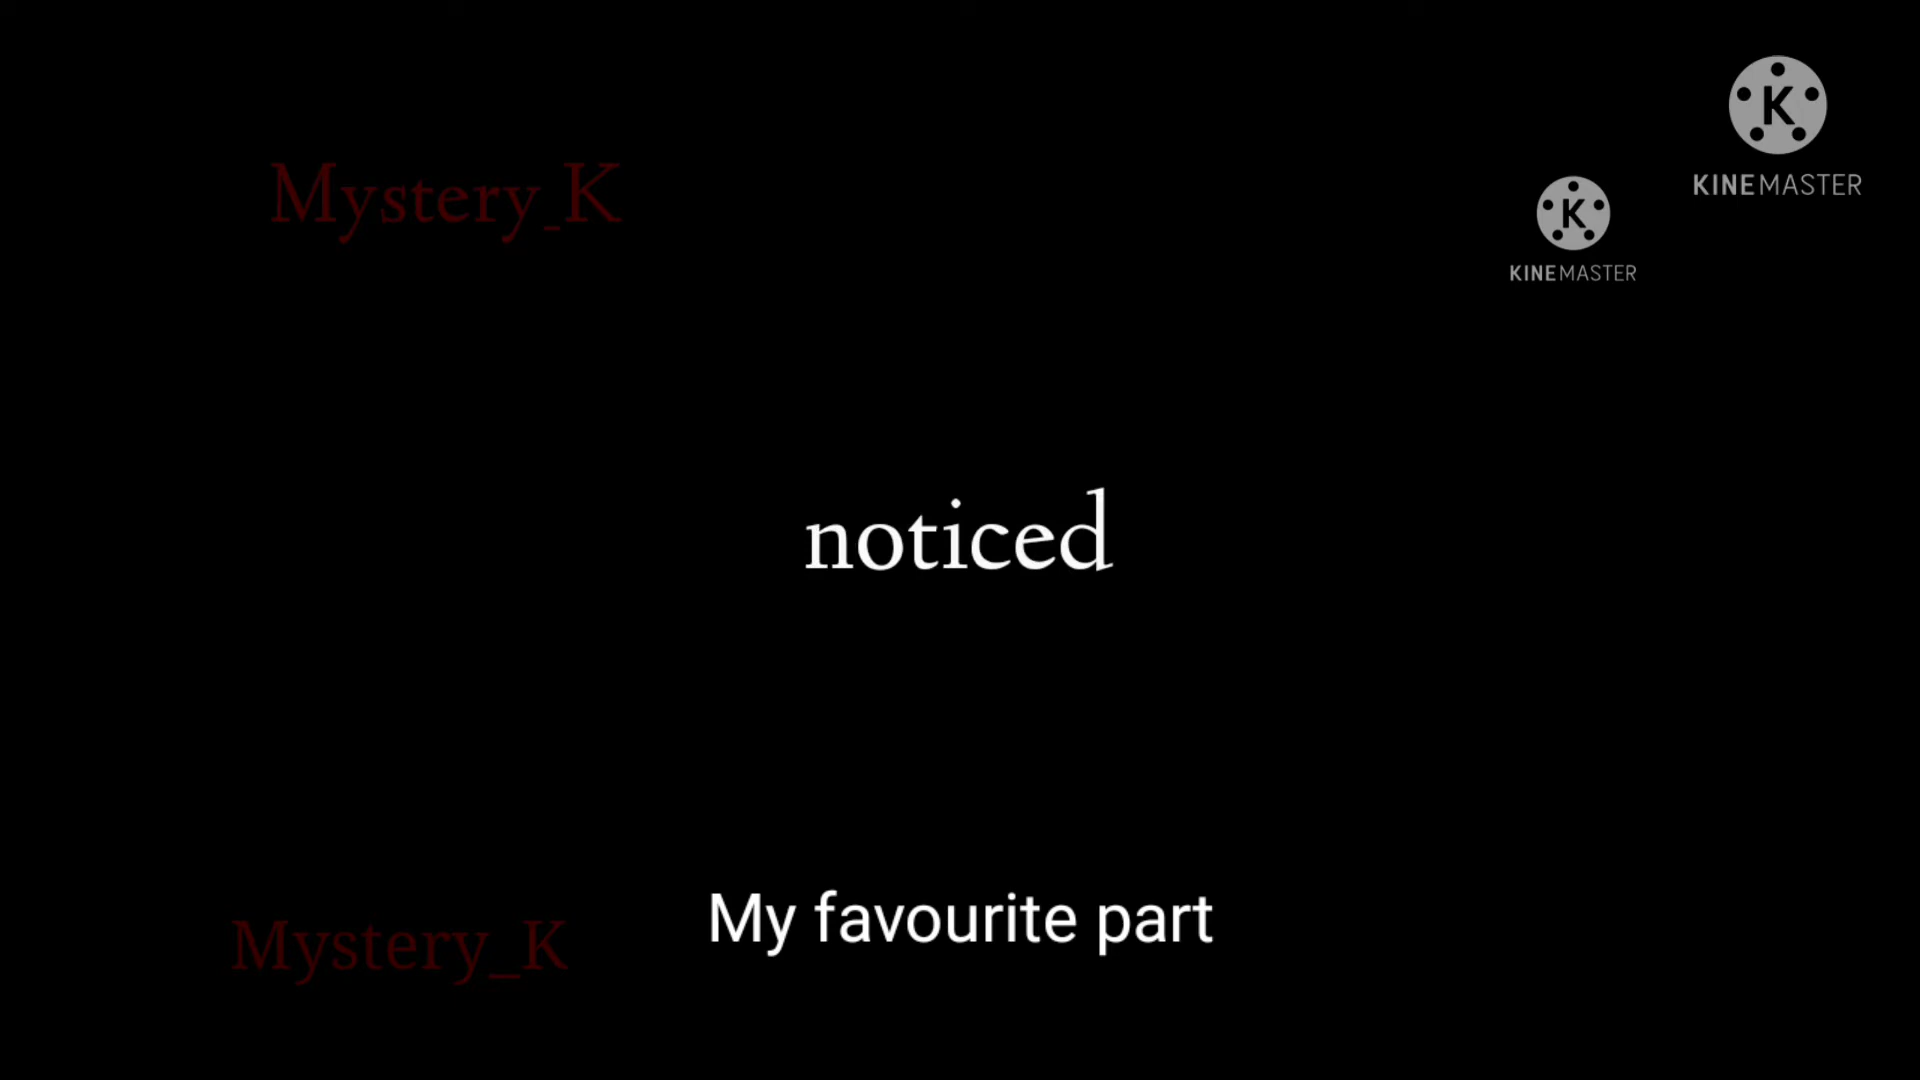 Mystery_K
K
KINEMASTER
K
KINEMASTER
noticed
My favourite part
Mystery_K